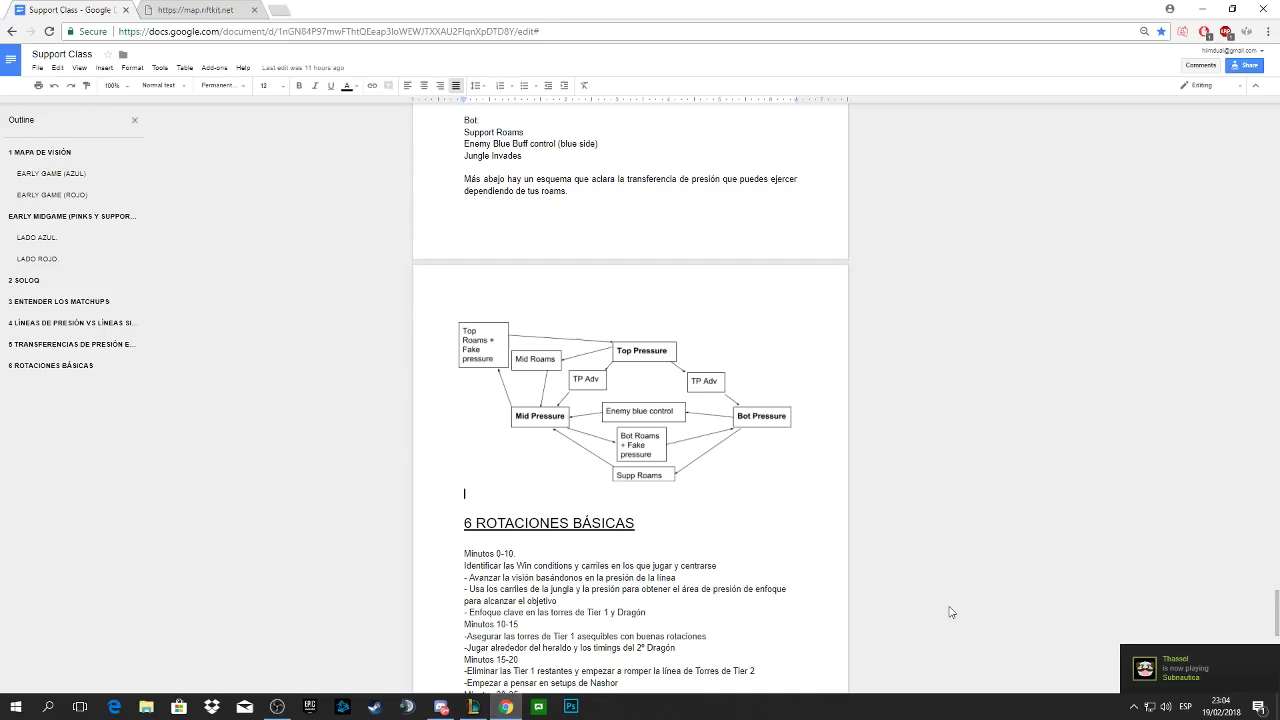 Support Class - Google D
https://map.riftkit.net
Support Class
File Edit View Insert Format Tools Table Add-ons Help Last edit was 11 hours ago
hilmdual@gmail.com
Comments
Share
100% Normal text Permanent... 12 B I U A
Editing
Outline
1 MAPA DE VISIÓN
EARLY GAME (AZUL)
EARLY GAME (ROJO)
EARLY MIDGAME (PINKS Y SUPPOR...
LADO AZUL.
LADO ROJO.
2 SOLOQ
3 ENTENDER LOS MATCHUPS
4 LÍNEAS DE PRESIÓN VS LÍNEAS SI...
5 TRANSFERENCIAS DE PRESIÓN E...
6 ROTACIONES BÁSICAS
Bot:
Support Roams
Enemy Blue Buff control (blue side)
Jungle Invades
Más abajo hay un esquema que aclara la transferencia de presión que puedes ejercer
dependiendo de tus roams.
Top
Roams +
Fake
pressure
Mid Roams
Top Pressure
TP Adv
TP Adv
Mid Pressure
Enemy blue control
Bot Pressure
Bot Roams
+ Fake
pressure
Supp Roams
6 ROTACIONES BÁSICAS
Minutos 0-10.
Identificar las Win conditions y carriles en los que jugar y centrarse
- Avanzar la visión basándonos en la presión de la línea
- Usa los carriles de la jungla y la presión para obtener el área de presión de enfoque
para alcanzar el objetivo
- Enfoque clave en las torres de Tier 1 y Dragón
Minutos 10-15
-Asegurar las torres de Tier 1 asequibles con buenas rotaciones
-Jugar alrededor del heraldo y los timings del 2º Dragón
Minutos 15-20
-Eliminar las Tier 1 restantes y empezar a romper la línea de Torres de Tier 2
-Empezar a pensar en setups de Nashor
Thassel
is now playing
Subnautica
ESP
23:04
19/02/2018